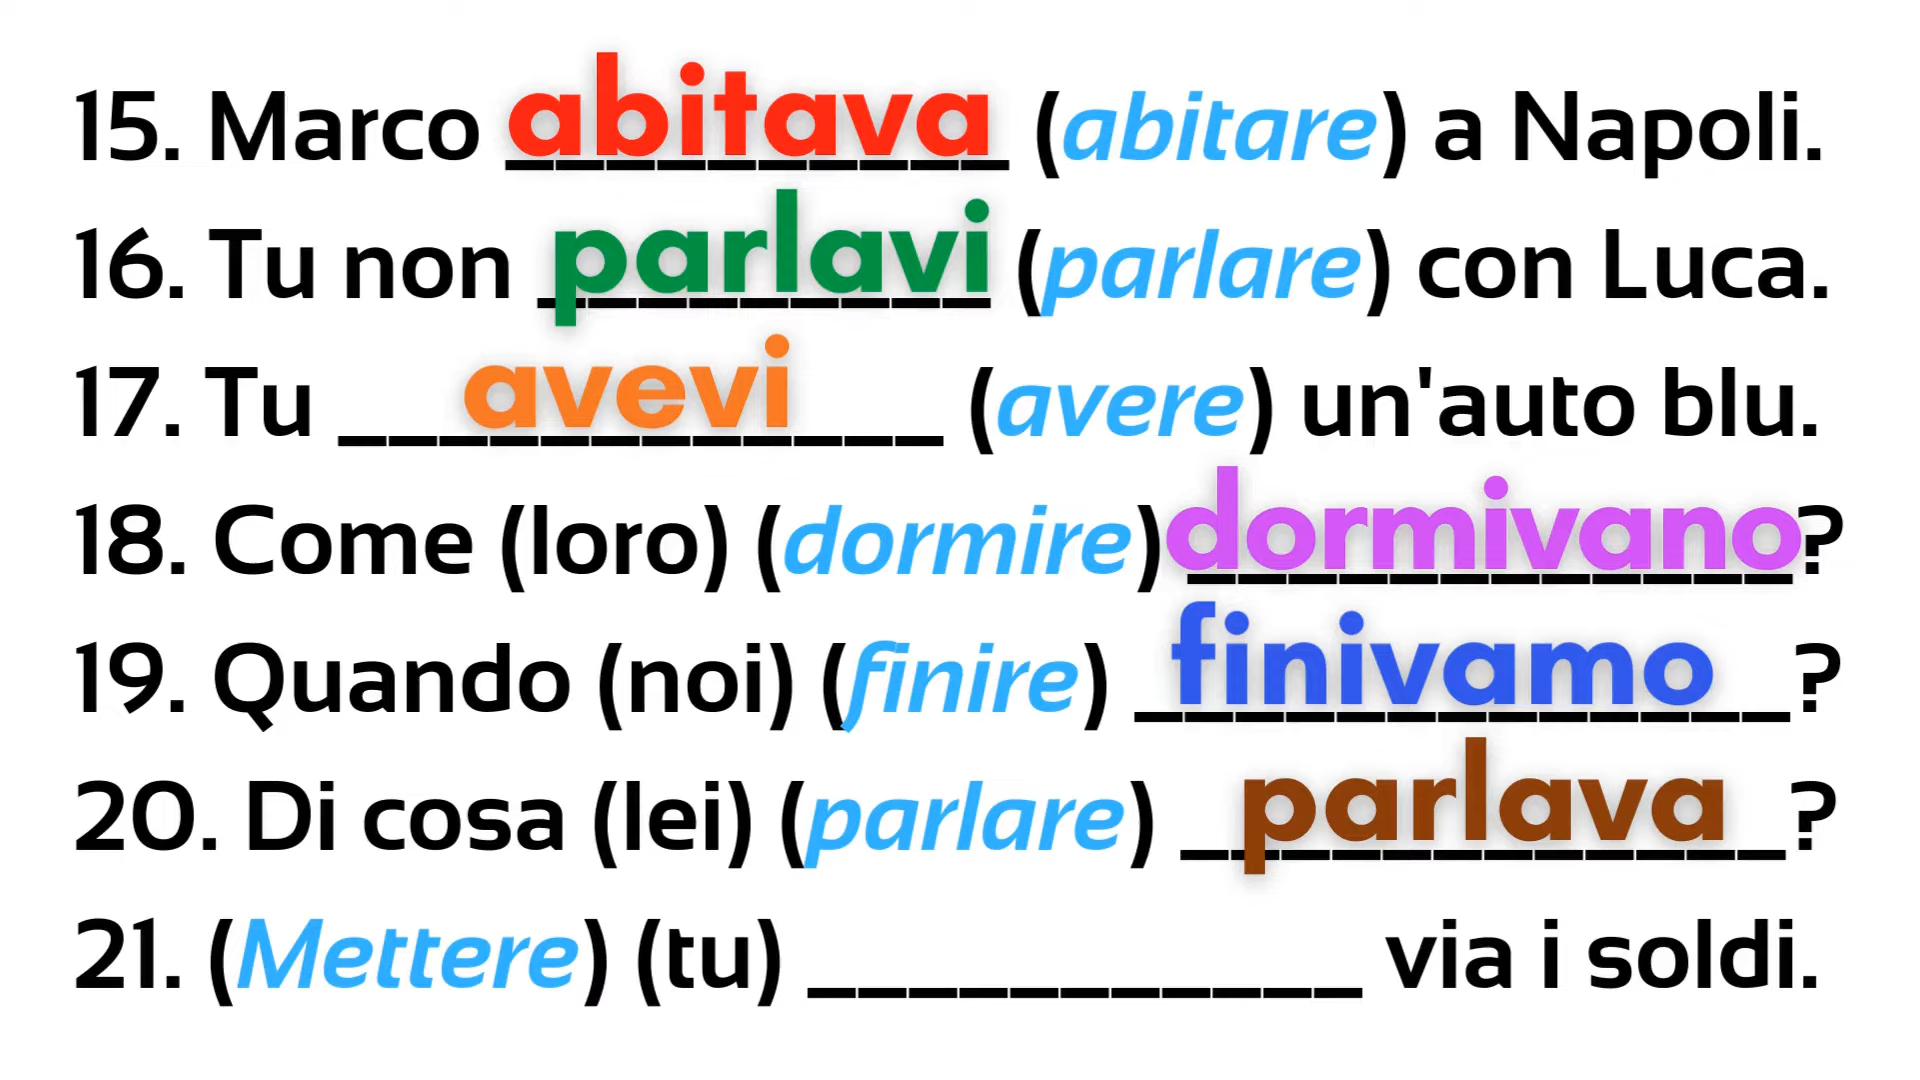 15. Marco abitava (abitare) a Napoli.
16. Tu non parlavi (parlare) con Luca.
17. Tu avevi (avere) un'auto blu.
18. Come (loro) (dormire) dormivano?
19. Quando (noi) (finire) finivamo?
20. Di cosa (lei) (parlare) parlava?
21. (Mettere) (tu) ___________ via i soldi.